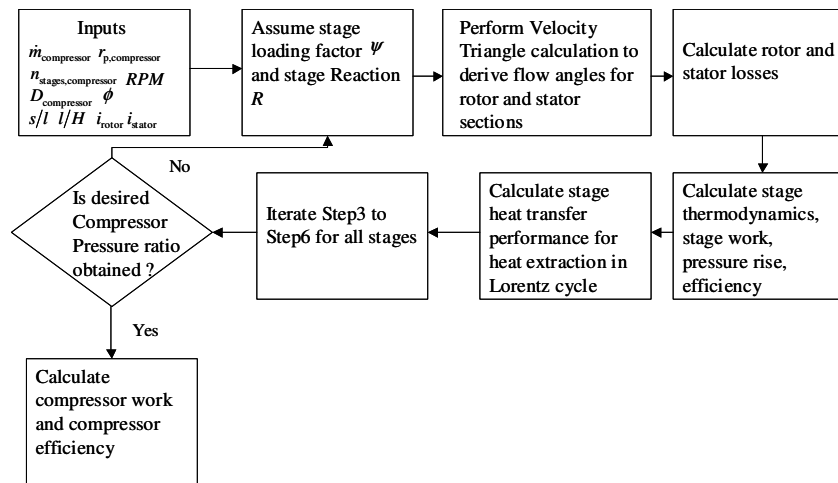 Inputs
ṁcompressor rp,compressor
nstages,compressor RPM
Dcompressor ϕ
s/l l/H irotor istator
Assume stage
loading factor ψ
and stage Reaction
R
Perform Velocity
Triangle calculation to
derive flow angles for
rotor and stator
sections
Calculate rotor and
stator losses
Calculate stage
thermodynamics,
stage work,
pressure rise,
efficiency
Calculate stage
heat transfer
performance for
heat extraction in
Lorentz cycle
Iterate Step3 to
Step6 for all stages
Is desired
Compressor
Pressure ratio
obtained ?
No
Yes
Calculate
compressor work
and compressor
efficiency